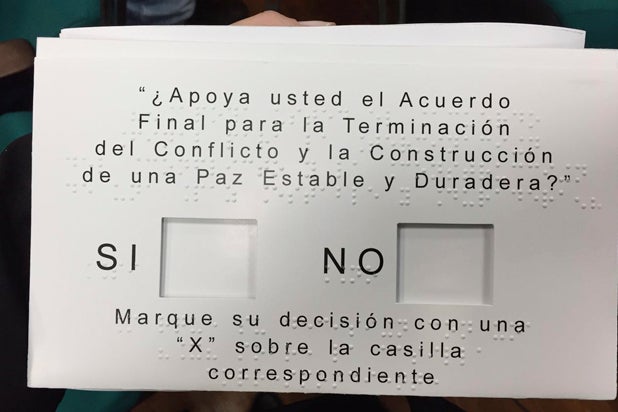 “¿Apoya usted el Acuerdo
Final para la Terminación
del Conflicto y la Construcción
de una Paz Estable y Duradera?”
SI NO
Marque su decisión con una
“X” sobre la casilla
correspondiente